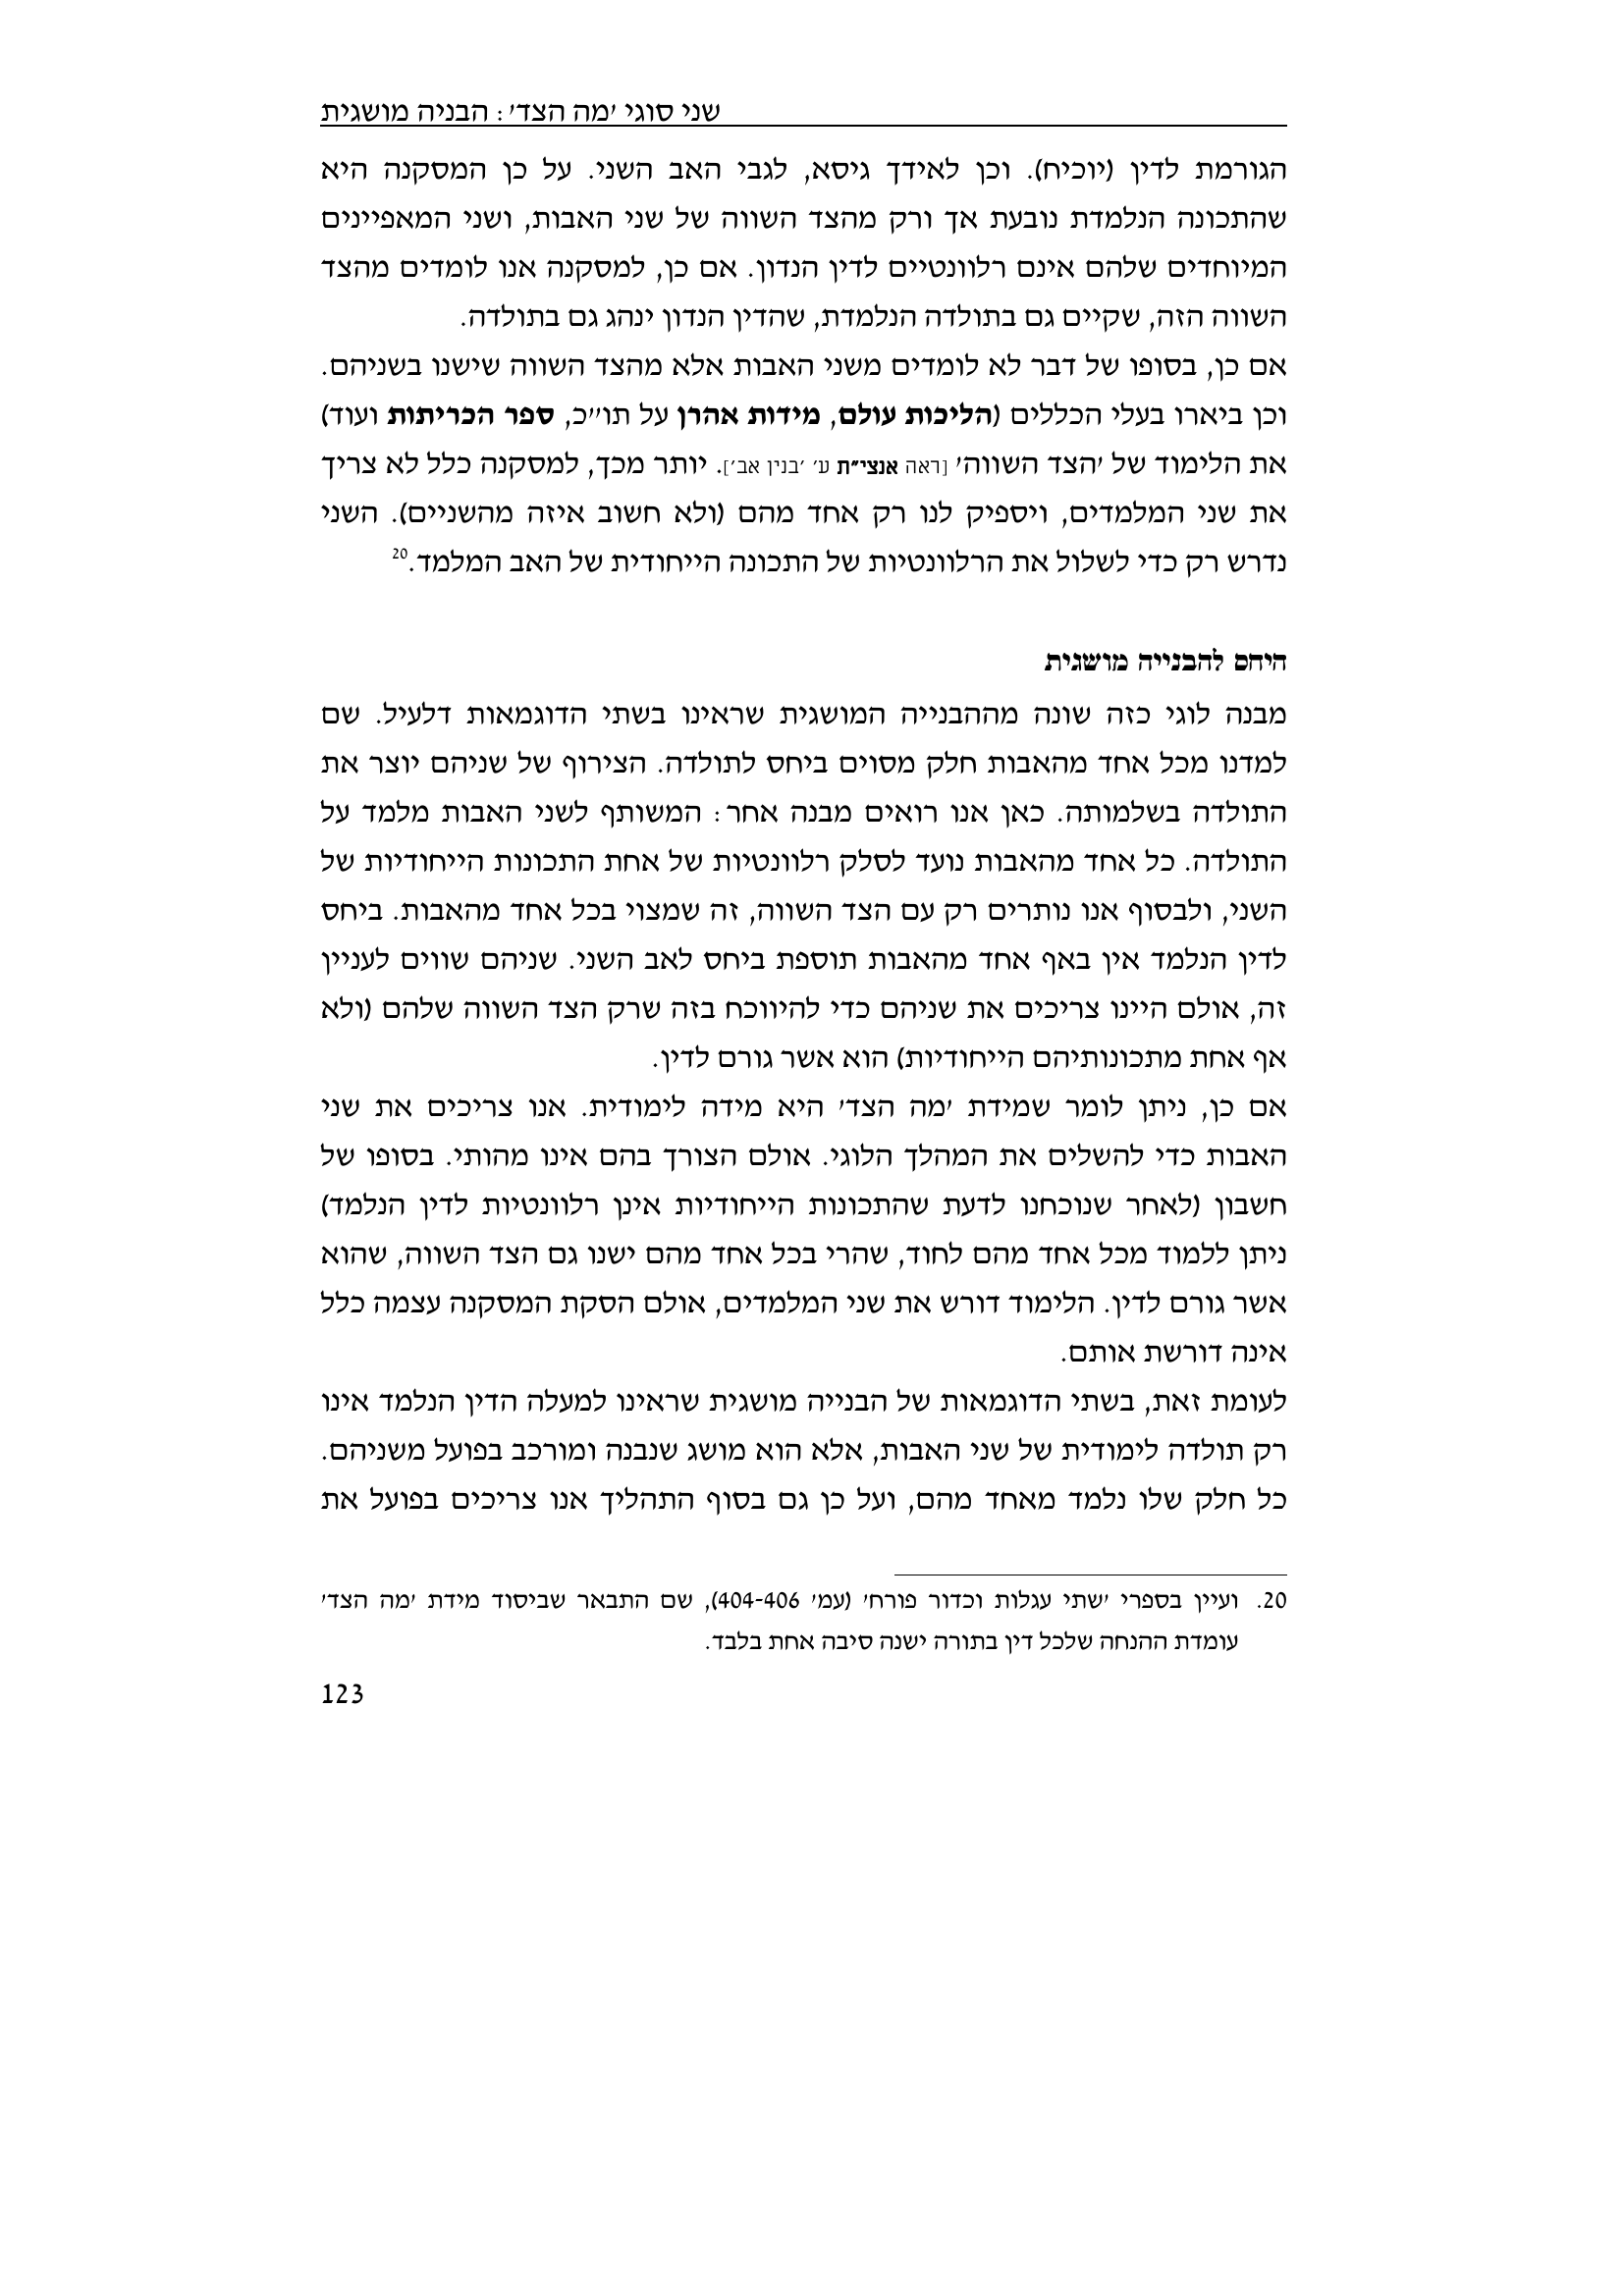 שני סוגי 'מה הצד': הבניה מושגית
הגורמת לדין (יוכיח). וכן לאידך גיסא, לגבי האב השני. על כן המסקנה היא
שהתכונה הנלמדת נובעת אך ורק מהצד השווה של שני האבות, ושני המאפיינים
המיוחדים שלהם אינם רלוונטיים לדין הנדון. אם כן, למסקנה אנו לומדים מהצד
השווה הזה, שקיים גם בתולדה הנלמדת, שהדין הנדון ינהג גם בתולדה.
אם כן, בסופו של דבר לא לומדים משני האבות אלא מהצד השווה שישנו בשניהם.
וכן ביארו בעלי הכללים (הליכות עולם, מידות אהרן על תו"כ, ספר הכריתות ועוד)
את הלימוד של 'הצד השווה' [ראה אנצי"ת ע' 'בנין אב']. יותר מכך, למסקנה כלל לא צריך
את שני המלמדים, ויספיק לנו רק אחד מהם (ולא חשוב איזה מהשניים). השני
נדרש רק כדי לשלול את הרלוונטיות של התכונה הייחודית של האב המלמד.20
היחס להבנייה מושגית
מבנה לוגי כזה שונה מההבנייה המושגית שראינו בשתי הדוגמאות דלעיל. שם
למדנו מכל אחד מהאבות חלק מסוים ביחס לתולדה. הצירוף של שניהם יוצר את
התולדה בשלמותה. כאן אנו רואים מבנה אחר: המשותף לשני האבות מלמד על
התולדה. כל אחד מהאבות נועד לסלק רלוונטיות של אחת התכונות הייחודיות של
השני, ולבסוף אנו נותרים רק עם הצד השווה, זה שמצוי בכל אחד מהאבות. ביחס
לדין הנלמד אין באף אחד מהאבות תוספת ביחס לאב השני. שניהם שווים לעניין
זה, אולם היינו צריכים את שניהם כדי להיווכח בזה שרק הצד השווה שלהם (ולא
אף אחת מתכונותיהם הייחודיות) הוא אשר גורם לדין.
אם כן, ניתן לומר שמידת 'מה הצד' היא מידה לימודית. אנו צריכים את שני
האבות כדי להשלים את המהלך הלוגי. אולם הצורך בהם אינו מהותי. בסופו של
חשבון (לאחר שנוכחנו לדעת שהתכונות הייחודיות אינן רלוונטיות לדין הנלמד)
ניתן ללמוד מכל אחד מהם לחוד, שהרי בכל אחד מהם ישנו גם הצד השווה, שהוא
אשר גורם לדין. הלימוד דורש את שני המלמדים, אולם הסקת המסקנה עצמה כלל
אינה דורשת אותם.
לעומת זאת, בשתי הדוגמאות של הבנייה מושגית שראינו למעלה הדין הנלמד אינו
רק תולדה לימודית של שני האבות, אלא הוא מושג שנבנה ומורכב בפועל משניהם.
כל חלק שלו נלמד מאחד מהם, ועל כן גם בסוף התהליך אנו צריכים בפועל את
20. ועיין בספרי 'שתי עגלות וכדור פורח' (עמ' 404-406), שם התבאר שביסוד מידת 'מה הצד'
עומדת ההנחה שלכל דין בתורה ישנה סיבה אחת בלבד.
123